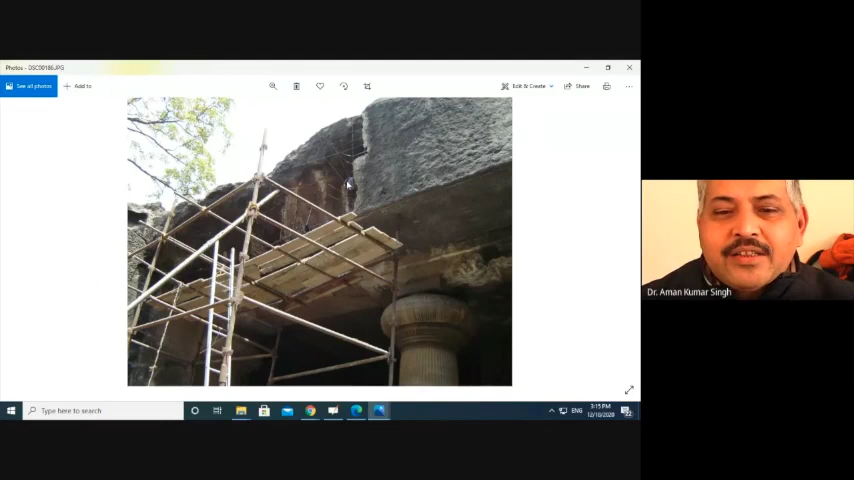 Photos - DSC00186.JPG
See all photos
Add to
Edit & Create
Share
Dr. Aman Kumar Singh
Type here to search
ENG
3:15 PM
12/10/2020
22